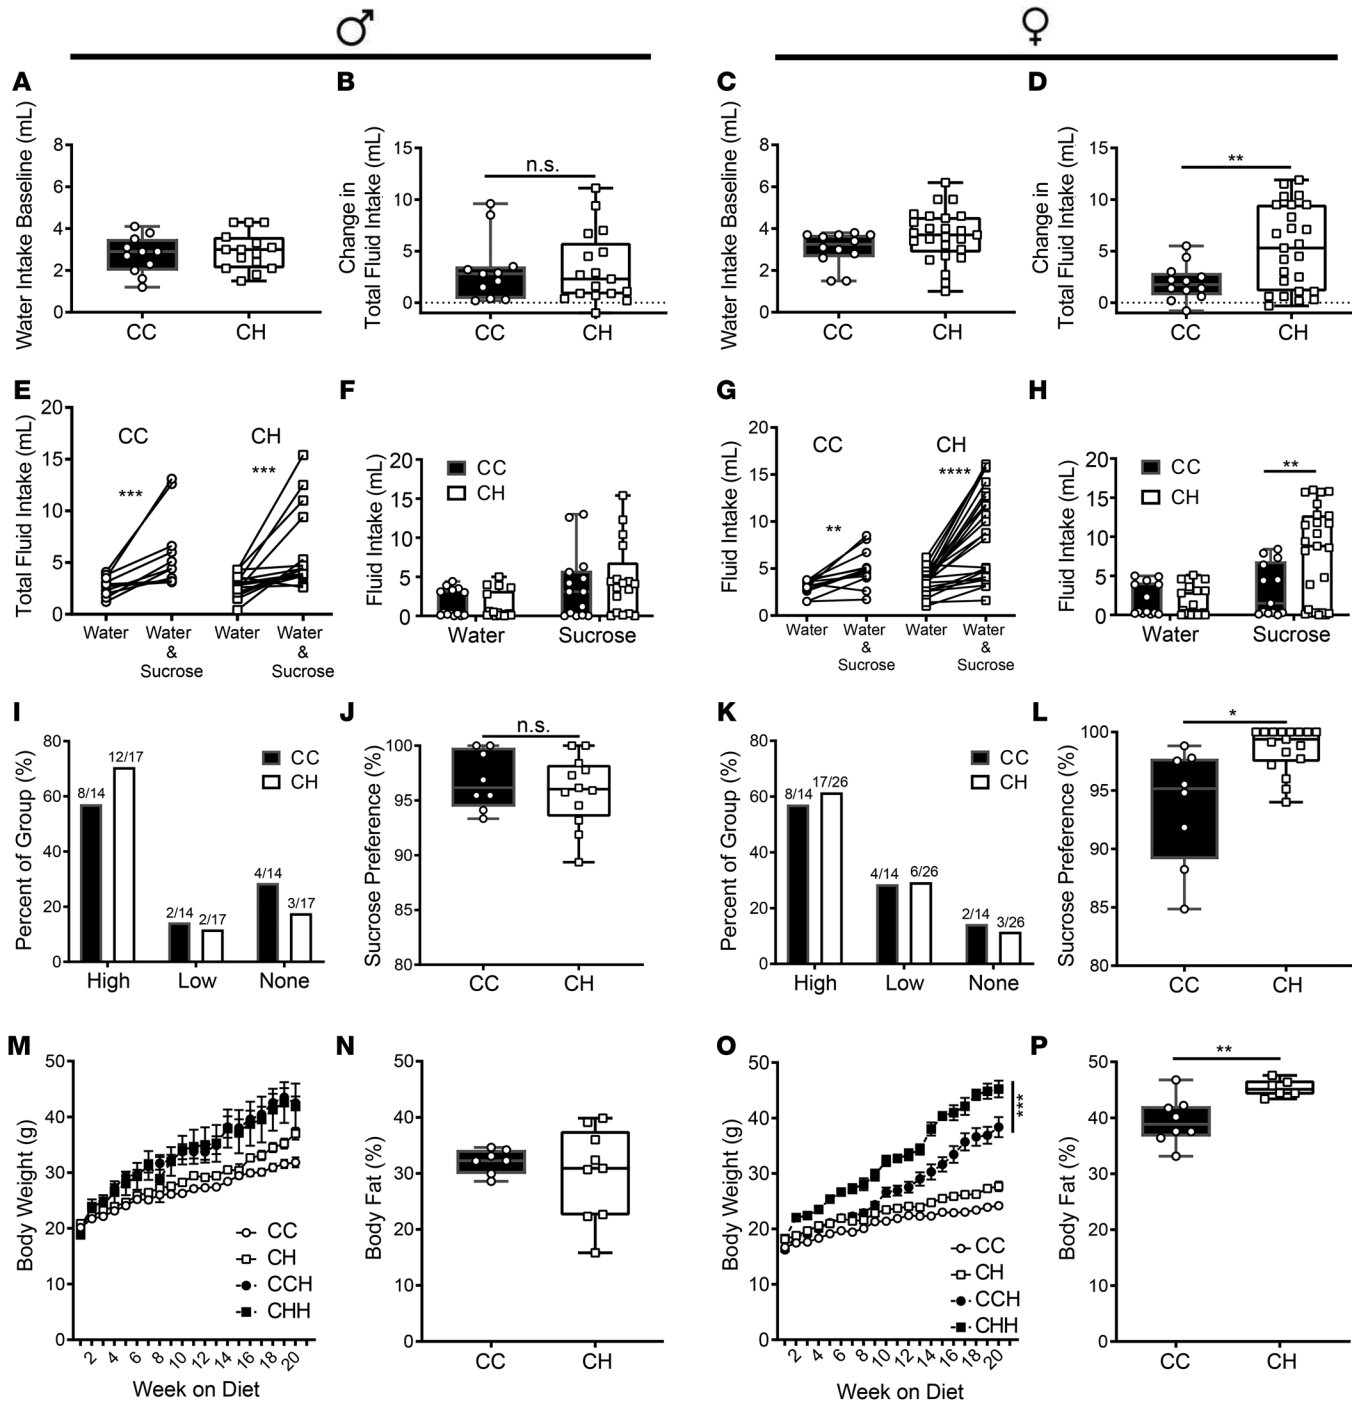 ♂ ♀
A B C D
Water Intake Baseline (mL)
8
6
4
2
0
CC CH
Change in
Total Fluid Intake (mL)
15
10
5
0
n.s.
CC CH
Water Intake Baseline (mL)
8
6
4
2
0
CC CH
Change in
Total Fluid Intake (mL)
15
10
5
0
**
CC CH
E F G H
Total Fluid Intake (mL)
20
15
10
5
0
CC CH
***
***
Water Water & Sucrose Water Water & Sucrose
Fluid Intake (mL)
20
15
10
5
0
CC
CH
Water Sucrose
Fluid Intake (mL)
20
15
10
5
0
CC CH
**
****
Water Water & Sucrose Water Water & Sucrose
Fluid Intake (mL)
20
15
10
5
0
CC
CH
**
Water Sucrose
I J K L
Percent of Group (%)
80
60
40
20
0
8/14 12/17
2/14 2/17
4/14 3/17
CC
CH
High Low None
Sucrose Preference (%)
100
95
90
85
80
n.s.
CC CH
Percent of Group (%)
80
60
40
20
0
8/14 17/26
4/14 6/26
2/14 3/26
CC
CH
High Low None
Sucrose Preference (%)
100
95
90
85
80
*
CC CH
M N O P
Body Weight (g)
50
40
30
20
10
0
CC
CH
CCH
CHH
2 4 6 8 10 12 14 16 18 20
Week on Diet
Body Fat (%)
50
40
30
20
10
0
CC CH
Body Weight (g)
50
40
30
20
10
0
***
CC
CH
CCH
CHH
2 4 6 8 10 12 14 16 18 20
Week on Diet
Body Fat (%)
50
40
30
20
10
0
**
CC CH